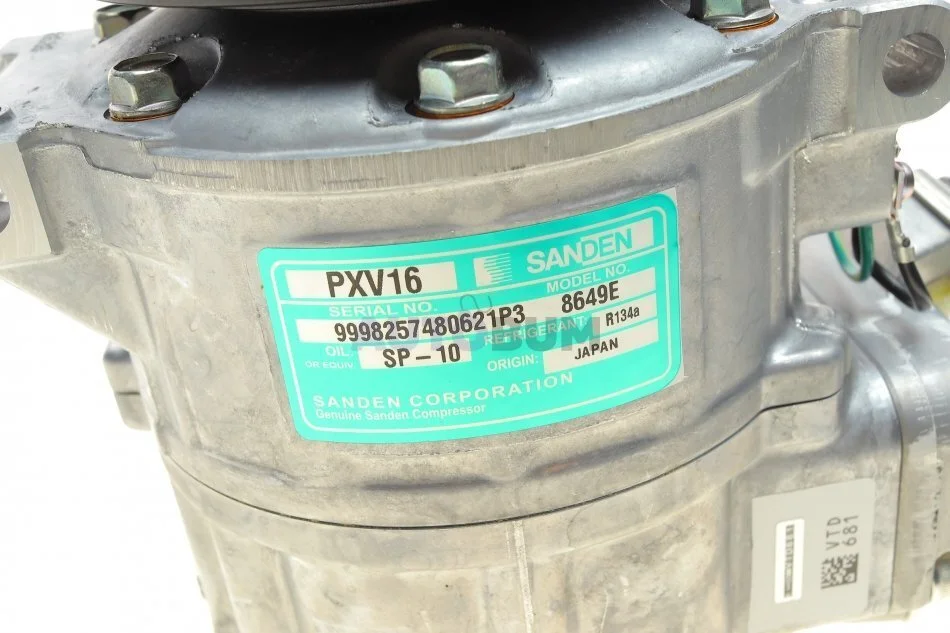 PXV16
SANDEN
SERIAL NO.
MODEL NO.
9998257480621P3
8649E
OIL:
OR EQUIV.
SP-10
REFRIGERANT:
R134a
ORIGIN:
JAPAN
SANDEN CORPORATION
Genuine Sanden Compressor
VTD
681